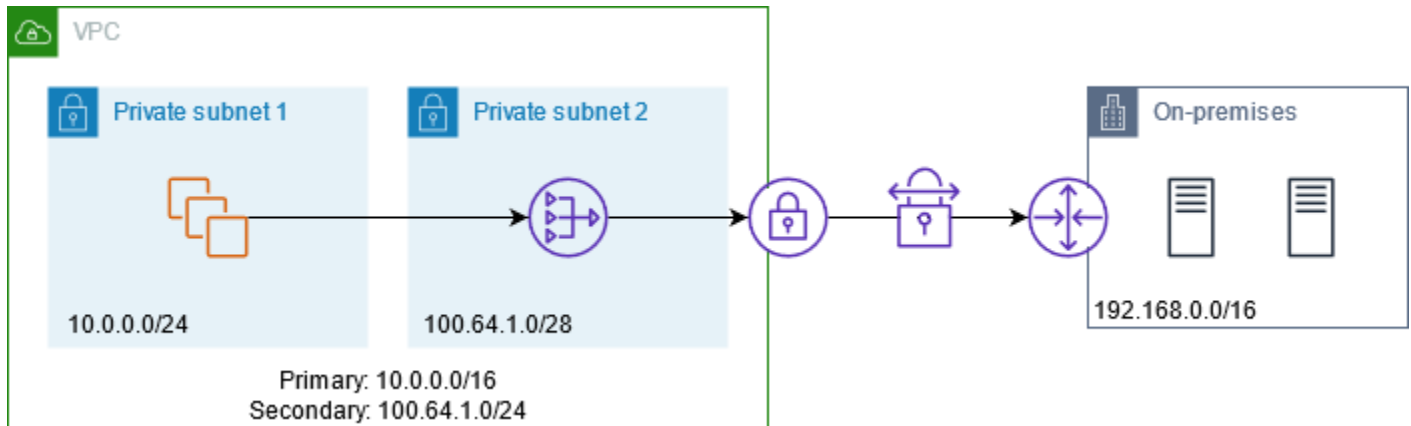 VPC
Private subnet 1
Private subnet 2
On-premises
10.0.0.0/24
100.64.1.0/28
192.168.0.0/16
Primary: 10.0.0.0/16
Secondary: 100.64.1.0/24